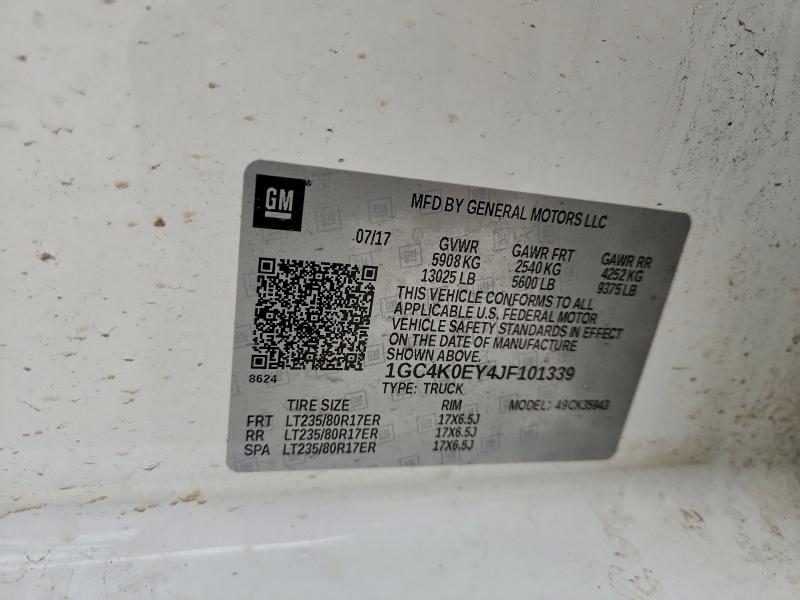 GM®
MFD BY GENERAL MOTORS LLC
07/17
GVWR GAWR FRT GAWR RR
5908 KG 2540 KG 4252 KG
13025 LB 5600 LB 9375 LB
THIS VEHICLE CONFORMS TO ALL
APPLICABLE U.S. FEDERAL MOTOR
VEHICLE SAFETY STANDARDS IN EFFECT
ON THE DATE OF MANUFACTURE
SHOWN ABOVE.
8624
1GC4K0EY4JF101339
TYPE: TRUCK
TIRE SIZE RIM MODEL: 49CK35943
FRT LT235/80R17ER 17X6.5J
RR LT235/80R17ER 17X6.5J
SPA LT235/80R17ER 17X6.5J